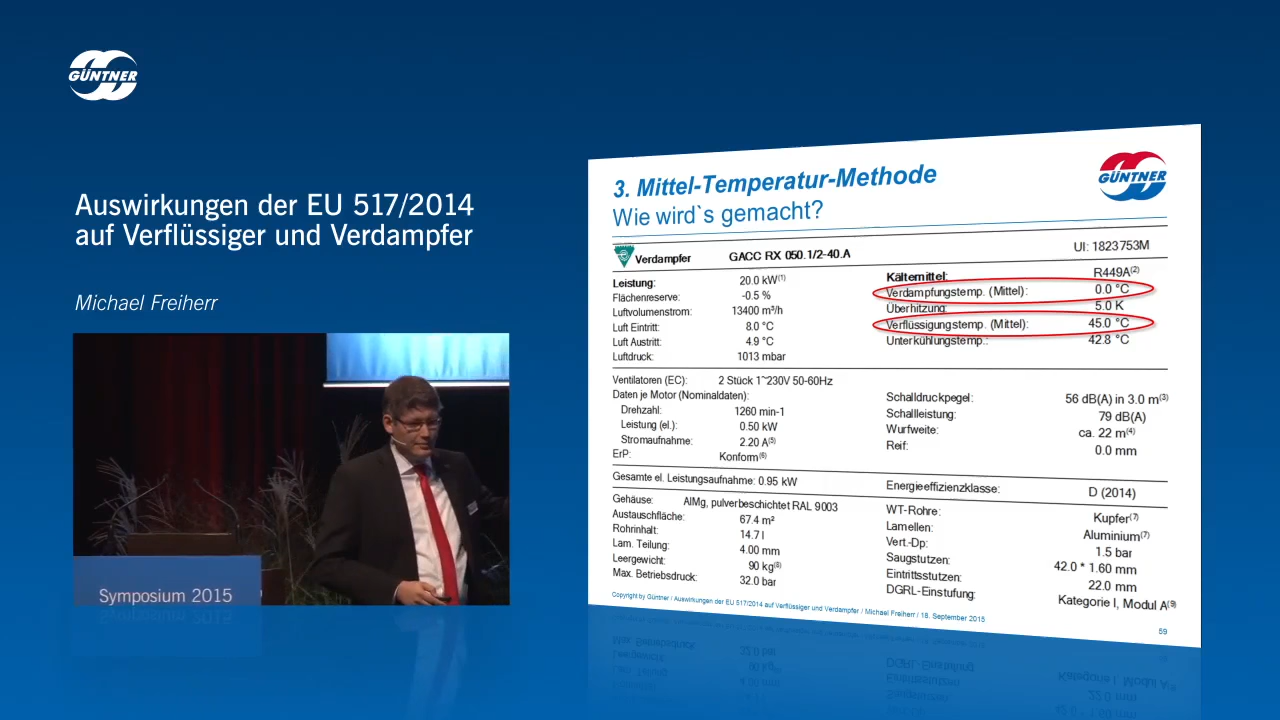 GÜNTNER
Auswirkungen der EU 517/2014
auf Verflüssiger und Verdampfer
Michael Freiherr
Symposium 2015
3. Mittel-Temperatur-Methode
Wie wird`s gemacht?
GÜNTNER
Verdampfer GACC RX 050.1/2-40.A UI: 1823753M
Leistung: 20.0 kW(1)
Flächenreserve: -0.5 %
Luftvolumenstrom: 13400 m³/h
Luft Eintritt: 8.0 °C
Luft Austritt: 4.9 °C
Luftdruck: 1013 mbar
Kältemittel: R449A(2)
Verdampfungstemp. (Mittel): 0.0 °C
Überhitzung: 5.0 K
Verflüssigungstemp. (Mittel): 45.0 °C
Unterkühlungstemp.: 42.8 °C
Ventilatoren (EC): 2 Stück 1~230V 50-60Hz
Daten je Motor (Nominaldaten):
Drehzahl: 1260 min-1
Leistung (el.): 0.50 kW
Stromaufnahme: 2.20 A(5)
ErP: Konform(6)
Schalldruckpegel: 56 dB(A) in 3.0 m(3)
Schallleistung: 79 dB(A)
Wurfweite: ca. 22 m(4)
Reif: 0.0 mm
Gesamte el. Leistungsaufnahme: 0.95 kW
Energieeffizienzklasse: D (2014)
Gehäuse: AlMg, pulverbeschichtet RAL 9003
Austauschfläche: 67.4 m²
Rohrinhalt: 14.7 l
Lam. Teilung: 4.00 mm
Leergewicht: 90 kg(8)
Max. Betriebsdruck: 32.0 bar
WT-Rohre: Kupfer(7)
Lamellen: Aluminium(7)
Vert.-Dp: 1.5 bar
Saugstutzen: 42.0 * 1.60 mm
Eintrittsstutzen: 22.0 mm
DGRL-Einstufung: Kategorie I, Modul A(9)
Copyright by Güntner / Auswirkungen der EU 517/2014 auf Verflüssiger und Verdampfer / Michael Freiherr / 18. September 2015
59